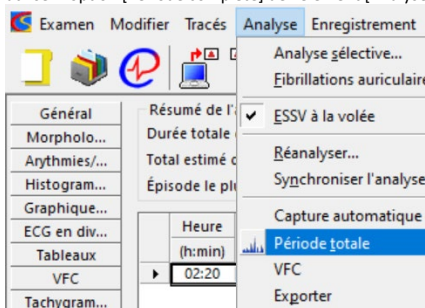 Examen Modifier Tracés Analyse Enregistrement
Analyse sélective...
Fibrillations auriculaire
ESSV à la volée
Réanalyser...
Synchroniser l'analyse
Capture automatique
Période totale
VFC
Exporter
Général
Morpholo...
Arythmies/...
Histogram...
Graphique...
ECG en div...
Tableaux
VFC
Tachygram...
Résumé de l'
Durée totale
Total estimé
Épisode le pl
Heure
(h:min)
02:20